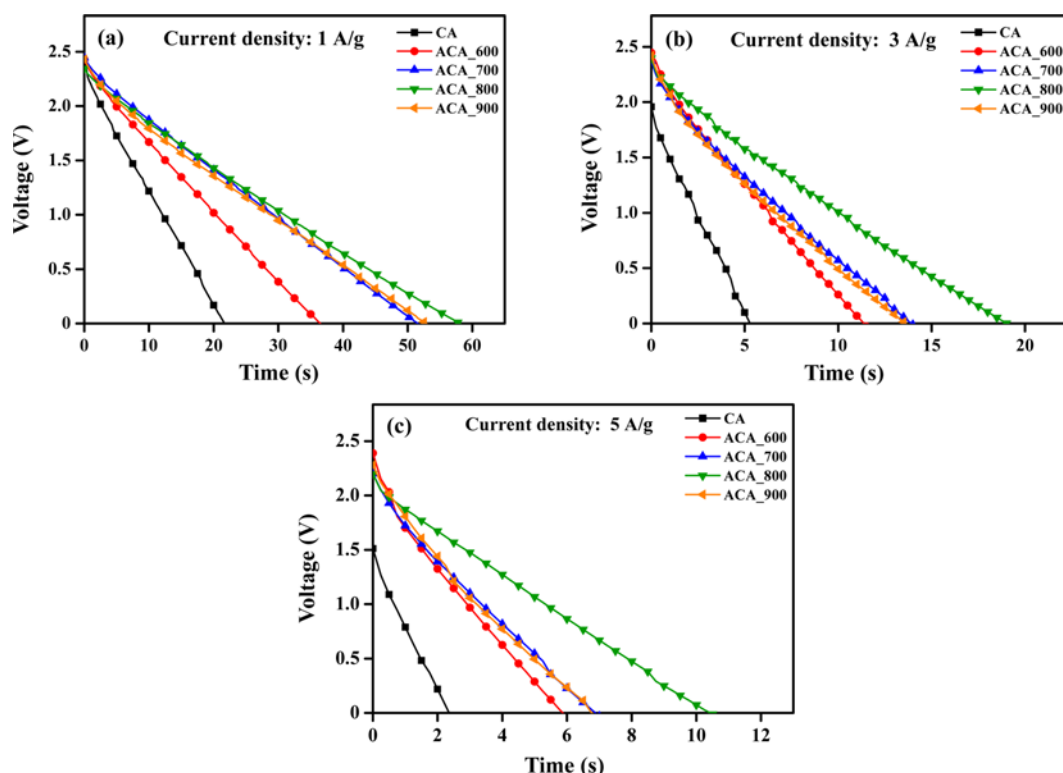 (a)
Current density: 1 A/g
CA
ACA_600
ACA_700
ACA_800
ACA_900
2.5
2.0
1.5
1.0
0.5
0
Voltage (V)
0 10 20 30 40 50 60
Time (s)
(b)
Current density: 3 A/g
CA
ACA_600
ACA_700
ACA_800
ACA_900
2.5
2.0
1.5
1.0
0.5
0
Voltage (V)
0 5 10 15 20
Time (s)
(c)
Current density: 5 A/g
CA
ACA_600
ACA_700
ACA_800
ACA_900
2.5
2.0
1.5
1.0
0.5
0
Voltage (V)
0 2 4 6 8 10 12
Time (s)